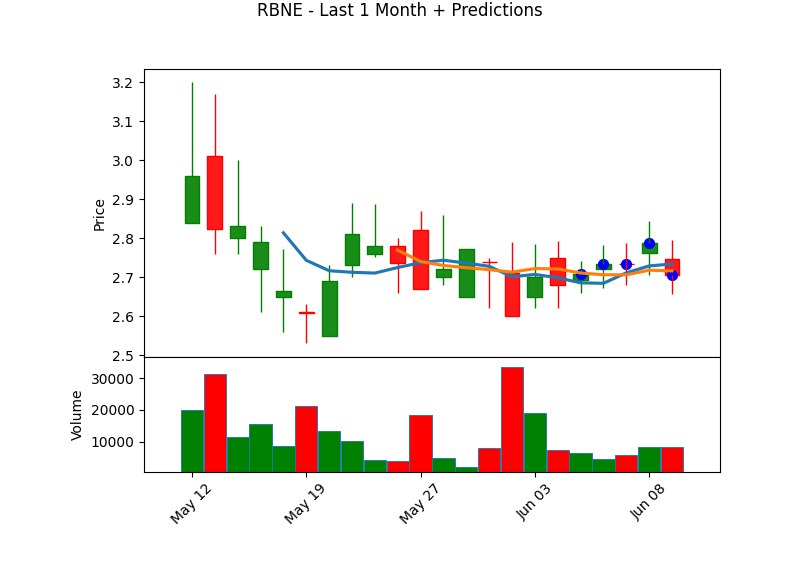 RBNE - Last 1 Month + Predictions
3.2
3.1
3.0
2.9
2.8
2.7
2.6
2.5
Price
30000
20000
10000
Volume
May 12
May 19
May 27
Jun 03
Jun 08